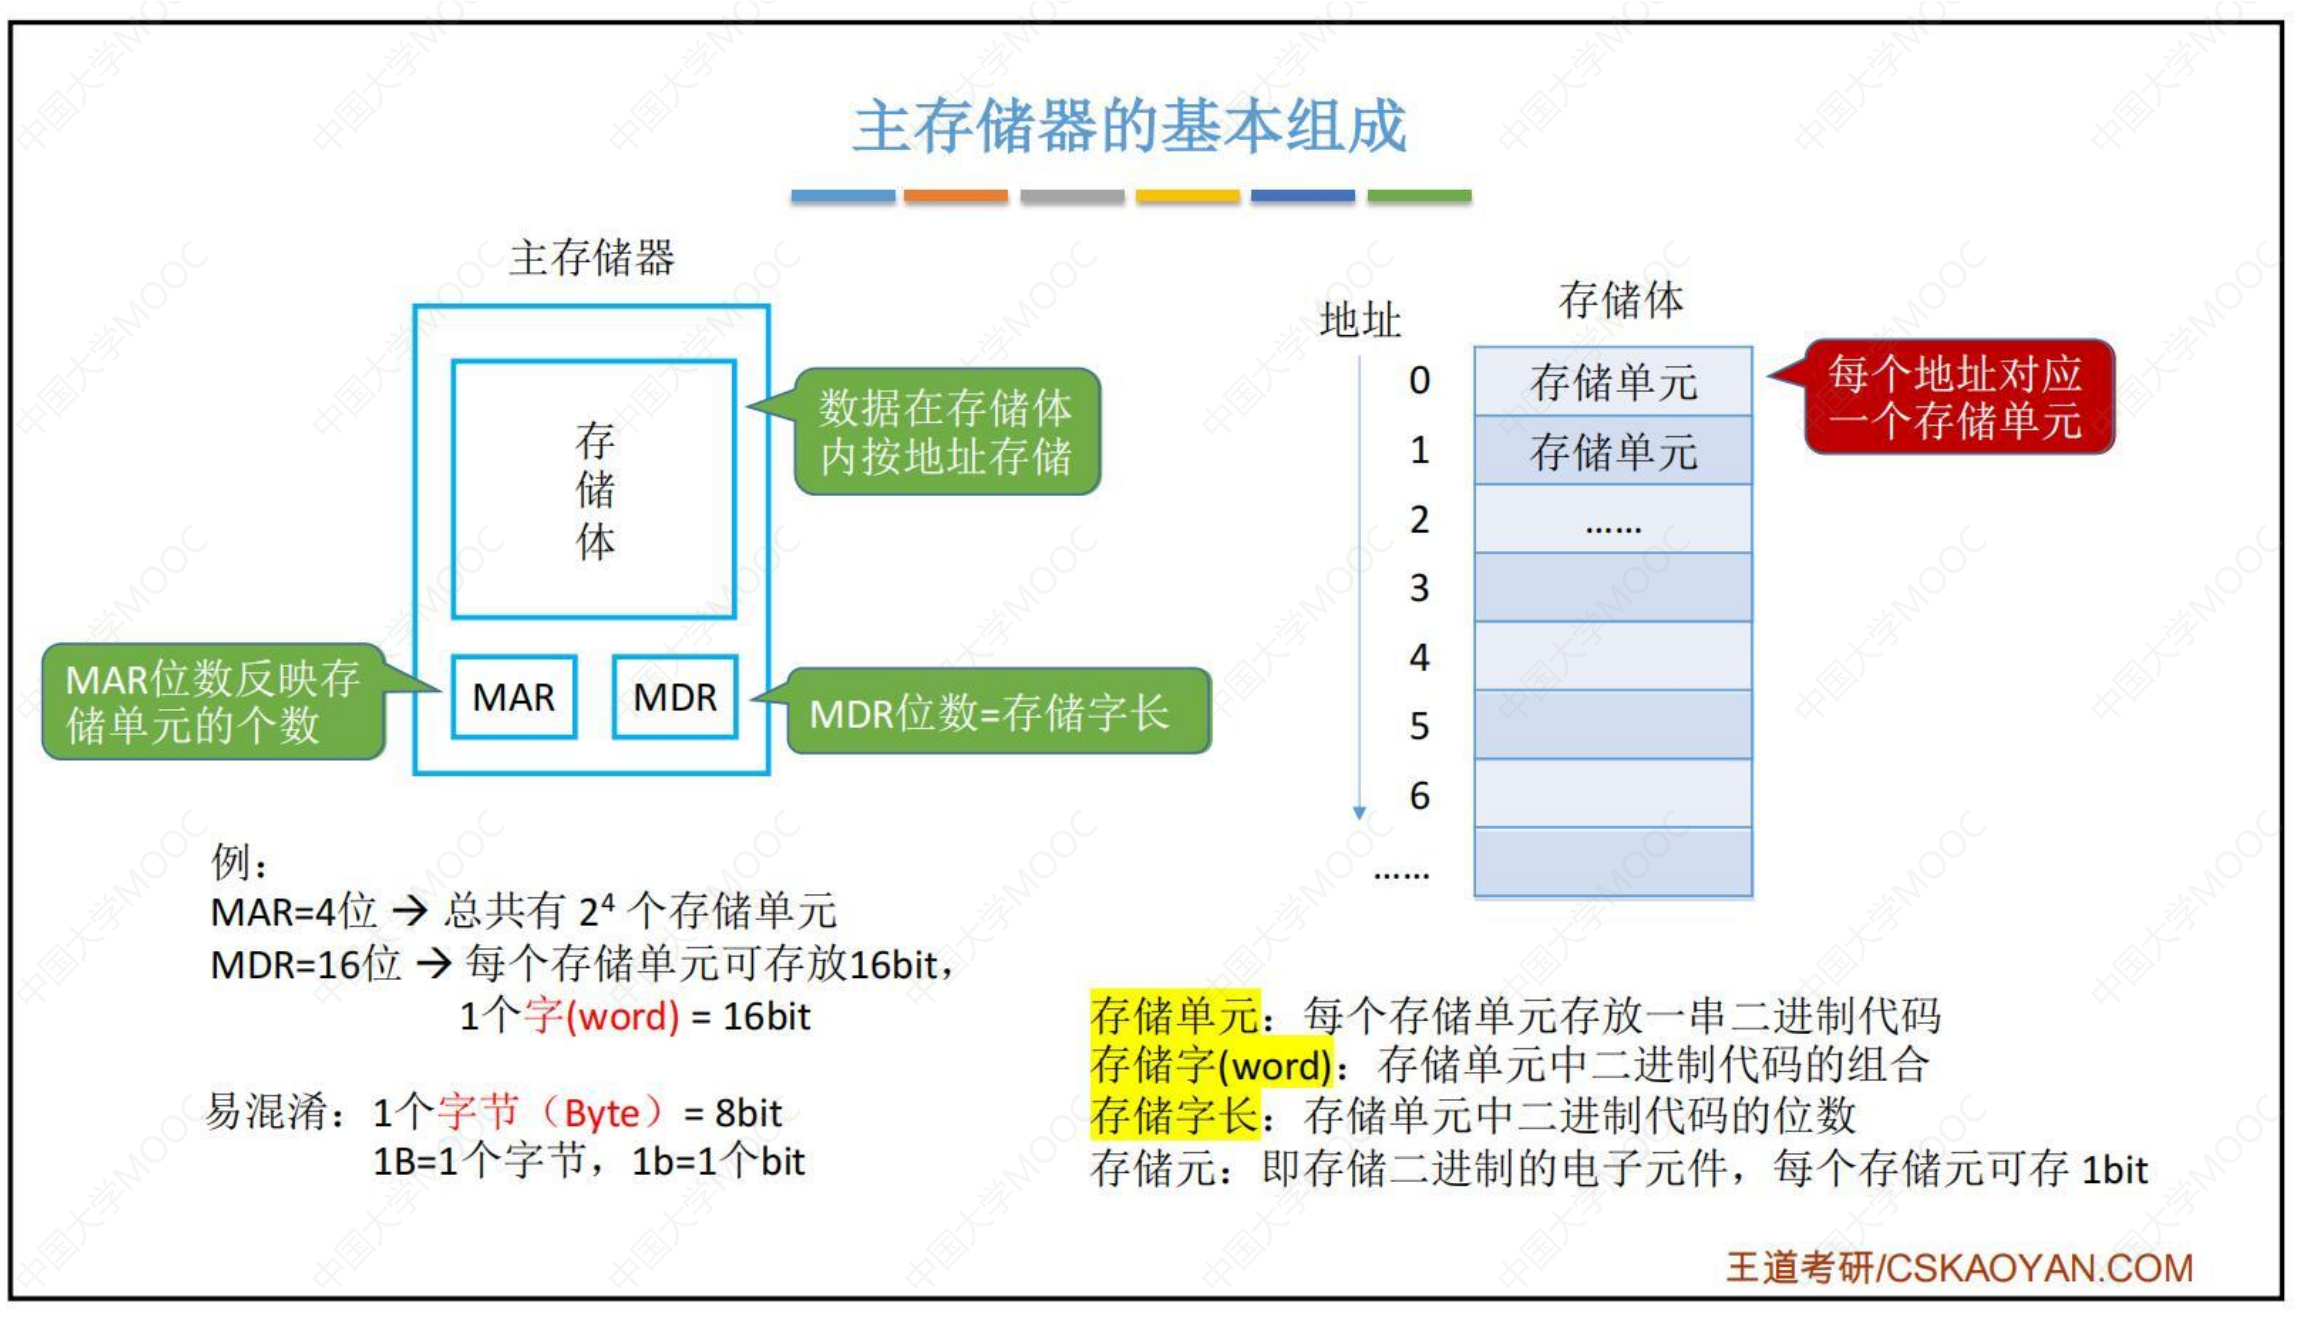 主存储器的基本组成
主存储器
存
储
体
数据在存储体
内按地址存储
MAR位数反映存
储单元的个数
MAR
MDR
MDR位数=存储字长
地址
存储体
0
存储单元
1
存储单元
2
……
3
4
5
6
……
每个地址对应
一个存储单元
例：
MAR=4位 → 总共有 2⁴ 个存储单元
MDR=16位 → 每个存储单元可存放16bit，
1个字(word) = 16bit
易混淆：1个字节（Byte）= 8bit
1B=1个字节，1b=1个bit
存储单元：每个存储单元存放一串二进制代码
存储字(word)：存储单元中二进制代码的组合
存储字长：存储单元中二进制代码的位数
存储元：即存储二进制的电子元件，每个存储元可存 1bit
王道考研/CSKAOYAN.COM
中国大学MOOC